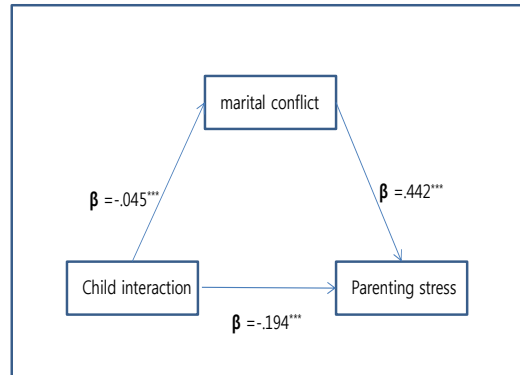 marital conflict
β =-.045***
β =.442***
Child interaction
Parenting stress
β =-.194***